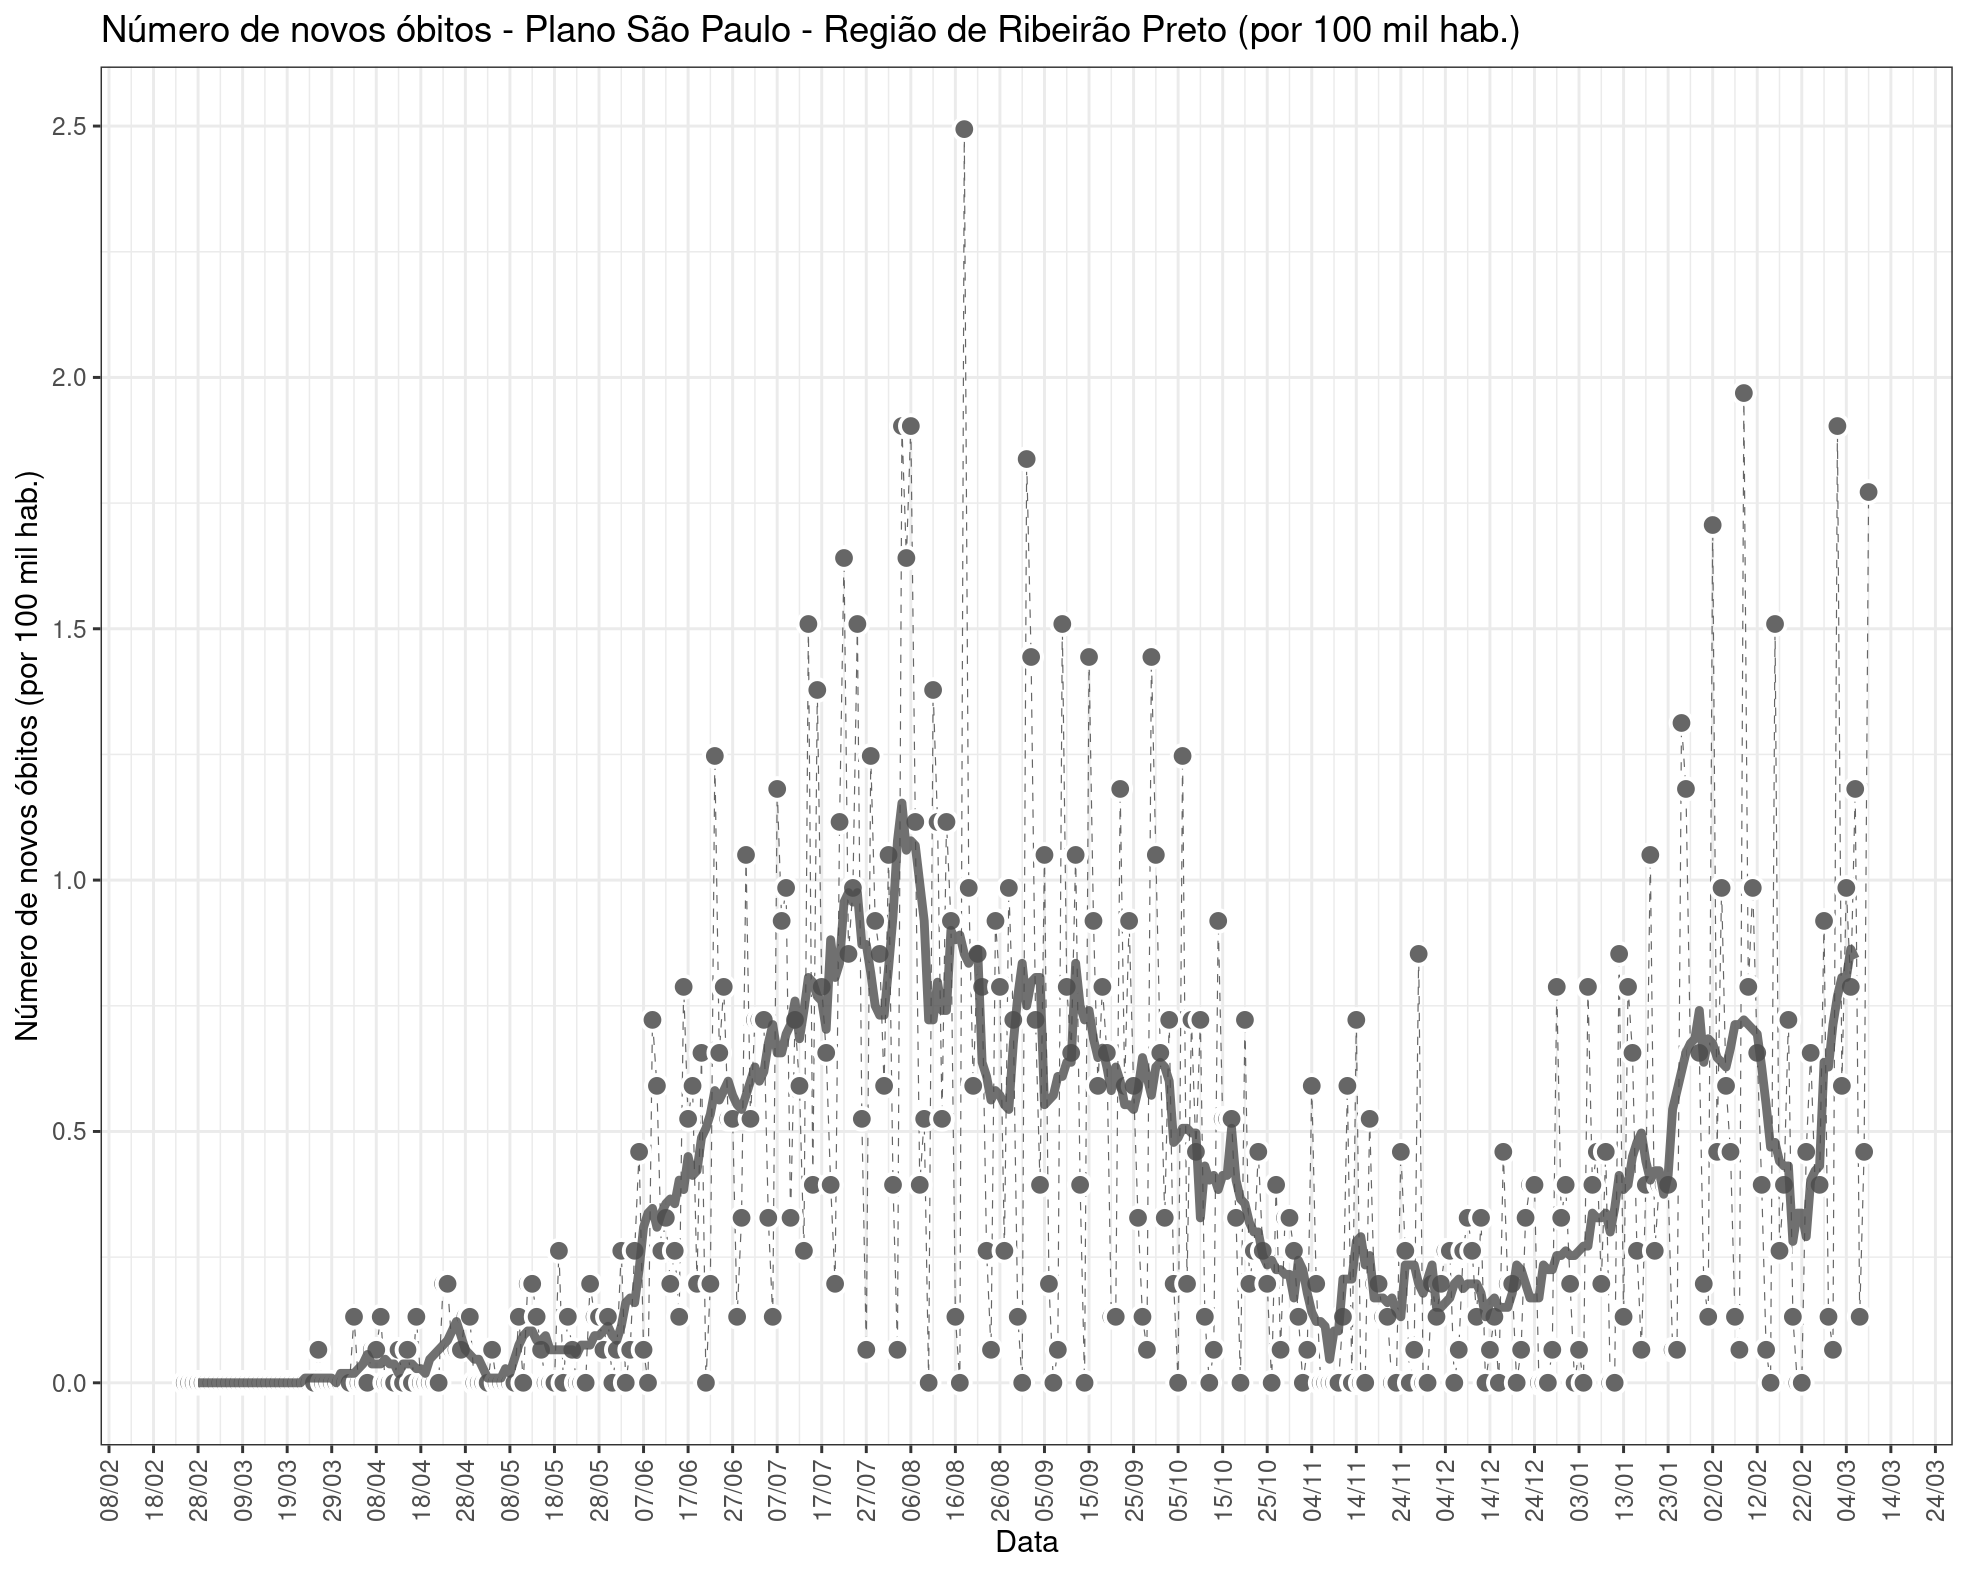 Número de novos óbitos - Plano São Paulo - Região de Ribeirão Preto (por 100 mil hab.)
Número de novos óbitos (por 100 mil hab.)
2.5
2.0
1.5
1.0
0.5
0.0
08/02 18/02 28/02 09/03 19/03 29/03 08/04 18/04 28/04 08/05 18/05 28/05 07/06 17/06 27/06 07/07 17/07 27/07 06/08 16/08 26/08 05/09 15/09 25/09 05/10 15/10 25/10 04/11 14/11 24/11 04/12 14/12 24/12 03/01 13/01 23/01 02/02 12/02 22/02 04/03 14/03 24/03
Data